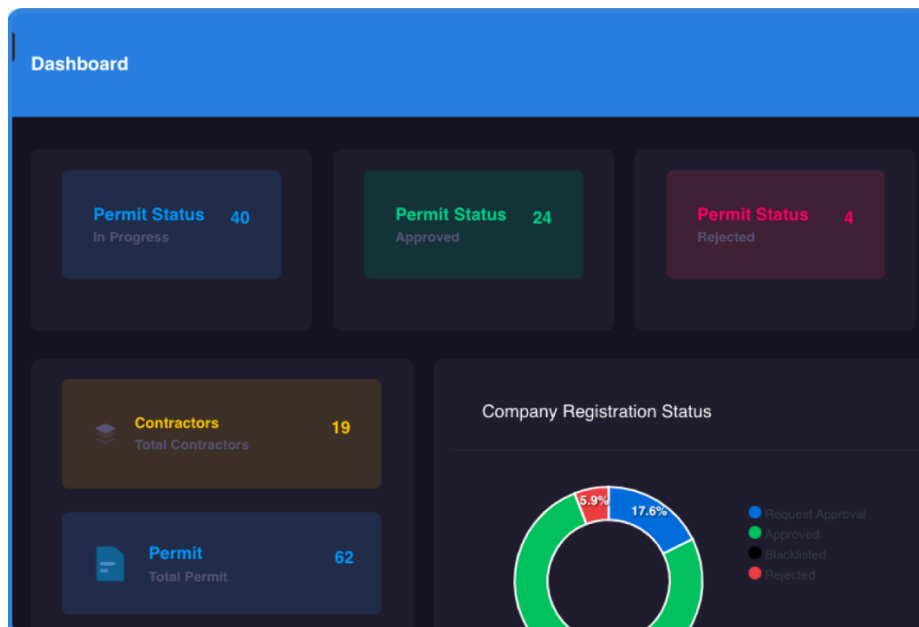 Dashboard
Permit Status 40
In Progress
Permit Status 24
Approved
Permit Status 4
Rejected
Contractors 19
Total Contractors
Permit 62
Total Permit
Company Registration Status
5.9%
17.6%
Request Approval
Approved
Blacklisted
Rejected